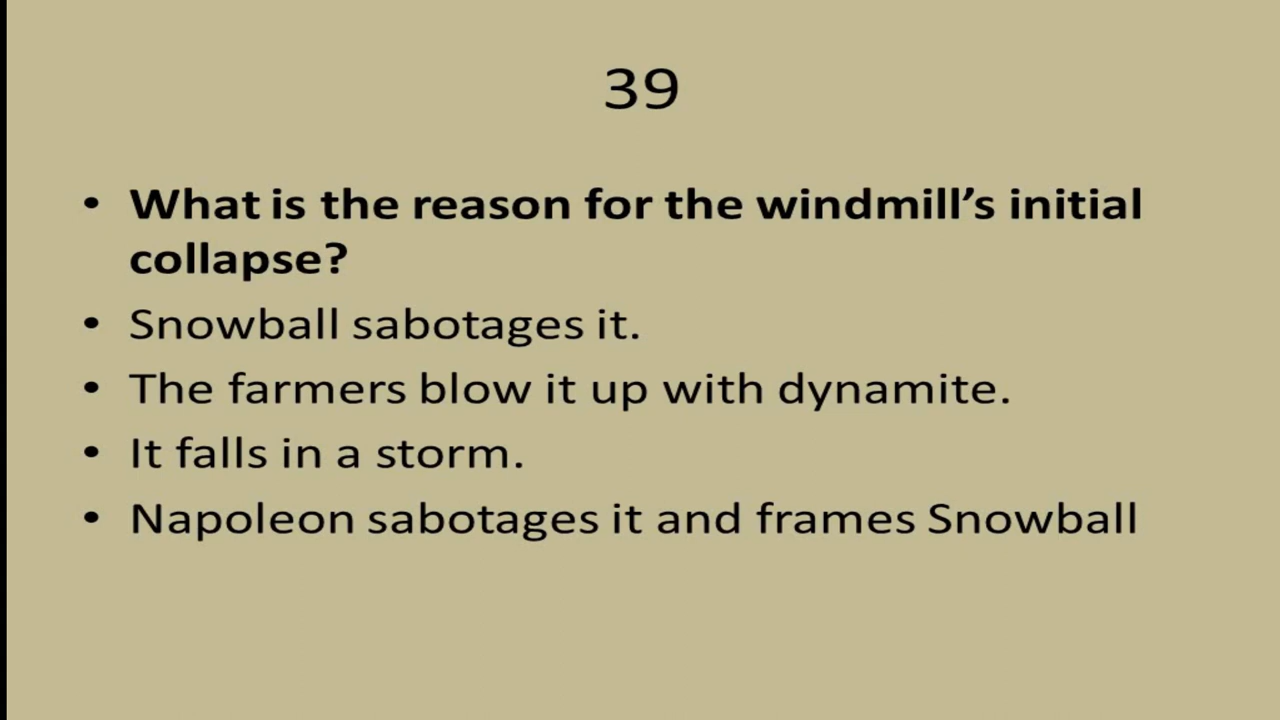 39
• What is the reason for the windmill’s initial
collapse?
• Snowball sabotages it.
• The farmers blow it up with dynamite.
• It falls in a storm.
• Napoleon sabotages it and frames Snowball